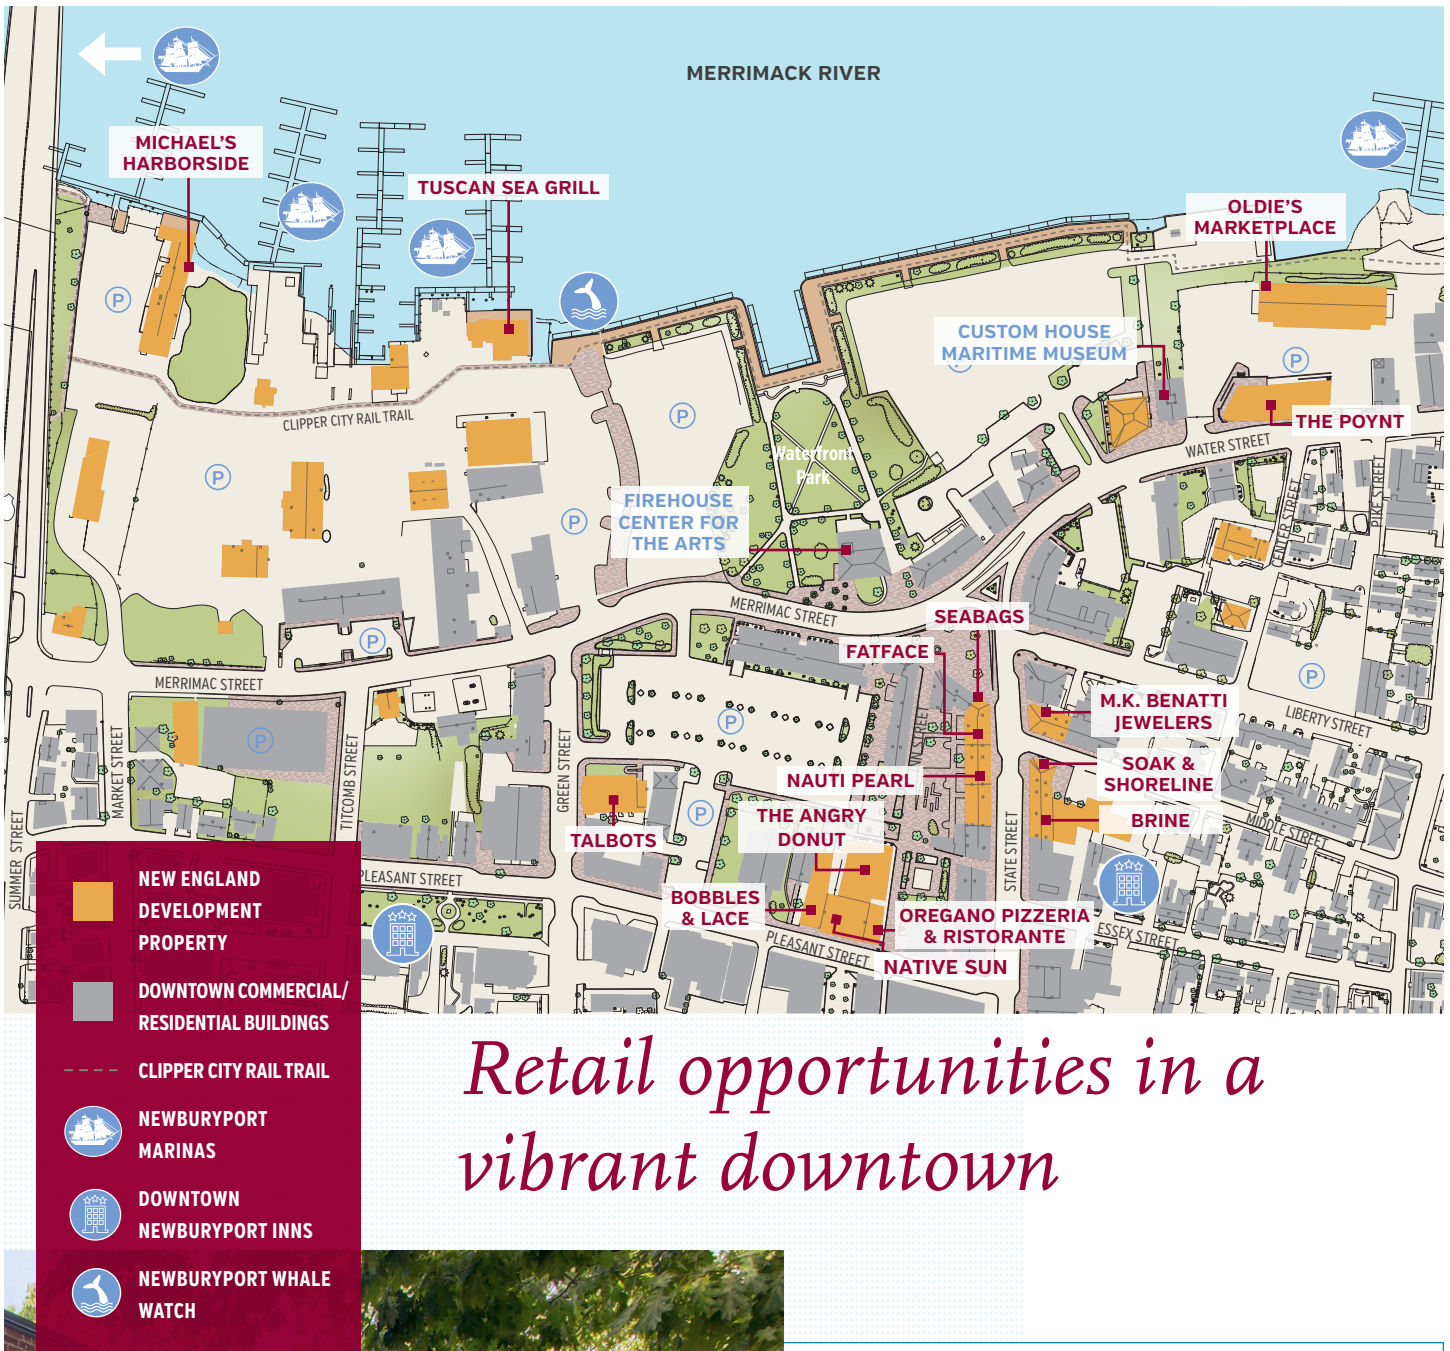 MERRIMACK RIVER
MICHAEL'S
HARBORSIDE
TUSCAN SEA GRILL
OLDIE'S
MARKETPLACE
P
P
CUSTOM HOUSE
MARITIME MUSEUM
P
CLIPPER CITY RAIL TRAIL
P
THE POYNT
WATER STREET
Waterfront
Park
P
P
FIREHOUSE
CENTER FOR
THE ARTS
CENTER STREET
PIKE STREET
MERRIMAC STREET
SEABAGS
P
FATFACE
MERRIMAC STREET
P
M.K. BENATTI
JEWELERS
LIBERTY STREET
P
P
MARKET STREET
TITCOMB STREET
GREEN STREET
NAUTI PEARL
SOAK &
SHORELINE
P
THE ANGRY
DONUT
BRINE
MIDDLE STREET
TALBOTS
STATE STREET
SUMMER STREET
PLEASANT STREET
BOBBLES
& LACE
OREGANO PIZZERIA
& RISTORANTE
ESSEX STREET
PLEASANT STREET
NATIVE SUN
NEW ENGLAND
DEVELOPMENT
PROPERTY
DOWNTOWN COMMERCIAL/
RESIDENTIAL BUILDINGS
CLIPPER CITY RAIL TRAIL
NEWBURYPORT
MARINAS
DOWNTOWN
NEWBURYPORT INNS
NEWBURYPORT WHALE
WATCH
Retail opportunities in a
vibrant downtown